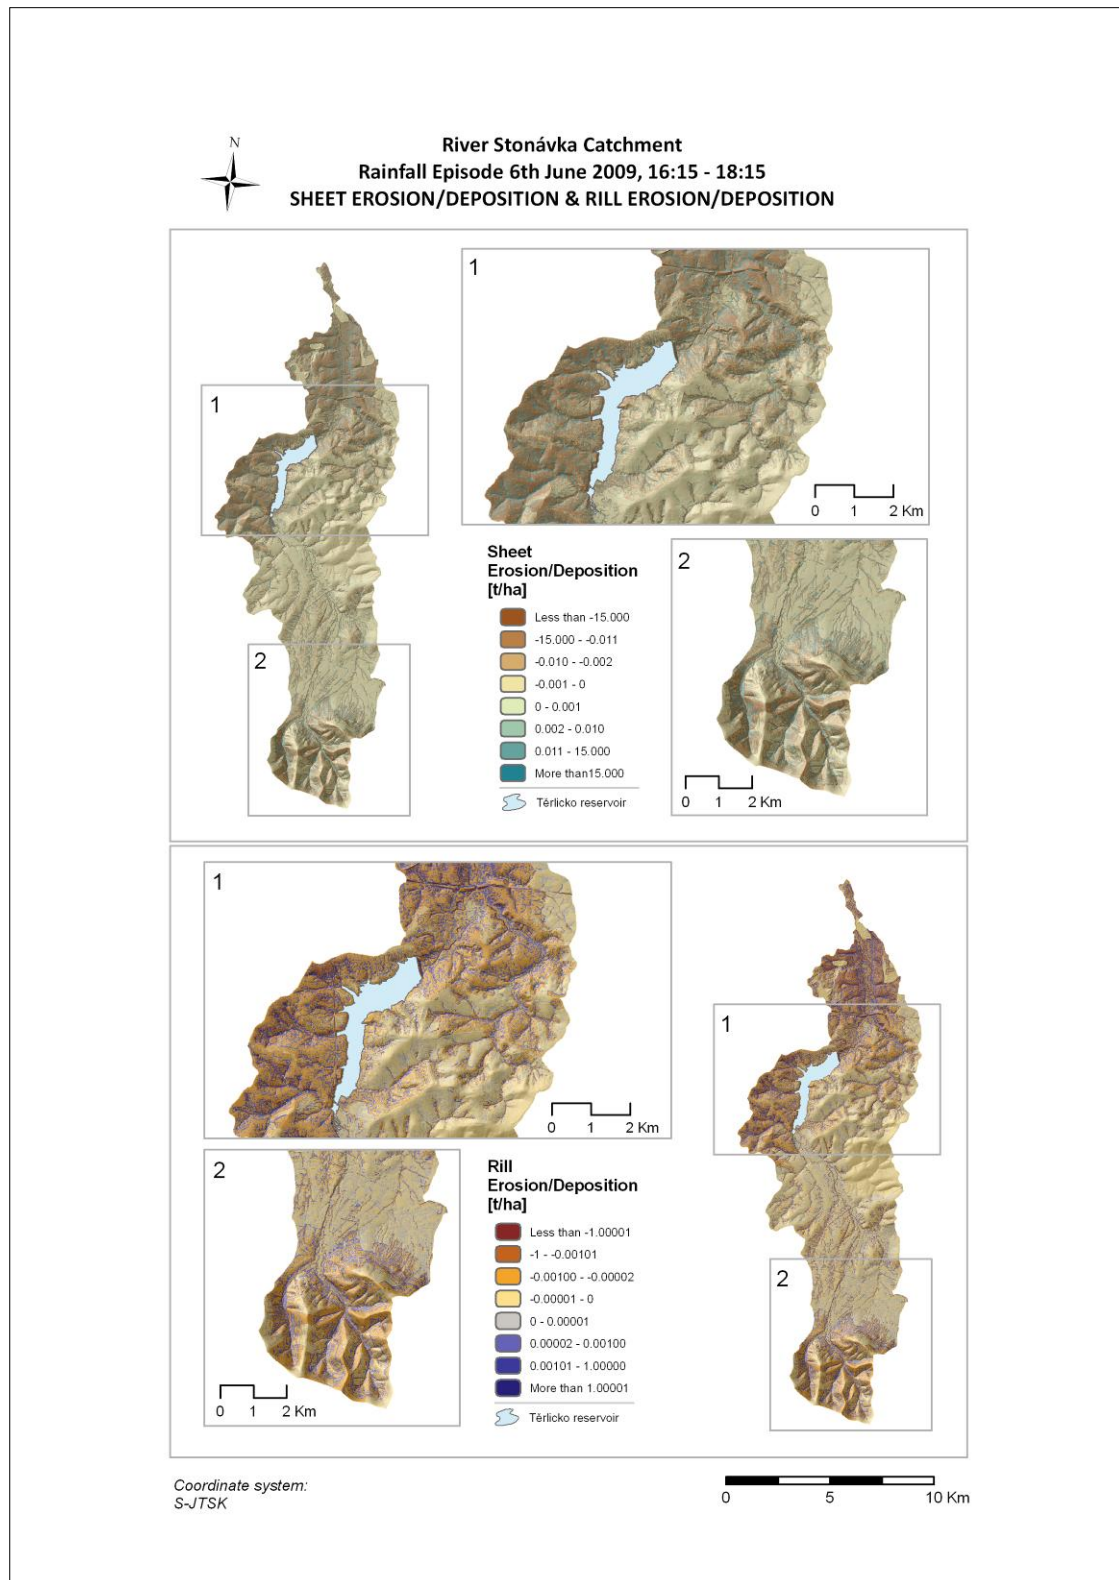 N
River Stonávka Catchment
Rainfall Episode 6th June 2009, 16:15 - 18:15
SHEET EROSION/DEPOSITION & RILL EROSION/DEPOSITION
1
1
0 1 2 Km
2
Sheet
Erosion/Deposition
[t/ha]
Less than -15.000
-15.000 - -0.011
-0.010 - -0.002
-0.001 - 0
0 - 0.001
0.002 - 0.010
0.011 - 15.000
More than15.000
Těrlicko reservoir
2
0 1 2 Km
1
0 1 2 Km
1
2
0 1 2 Km
Rill
Erosion/Deposition
[t/ha]
Less than -1.00001
-1 - -0.00101
-0.00100 - -0.00002
-0.00001 - 0
0 - 0.00001
0.00002 - 0.00100
0.00101 - 1.00000
More than 1.00001
Těrlicko reservoir
2
Coordinate system:
S-JTSK
0 5 10 Km